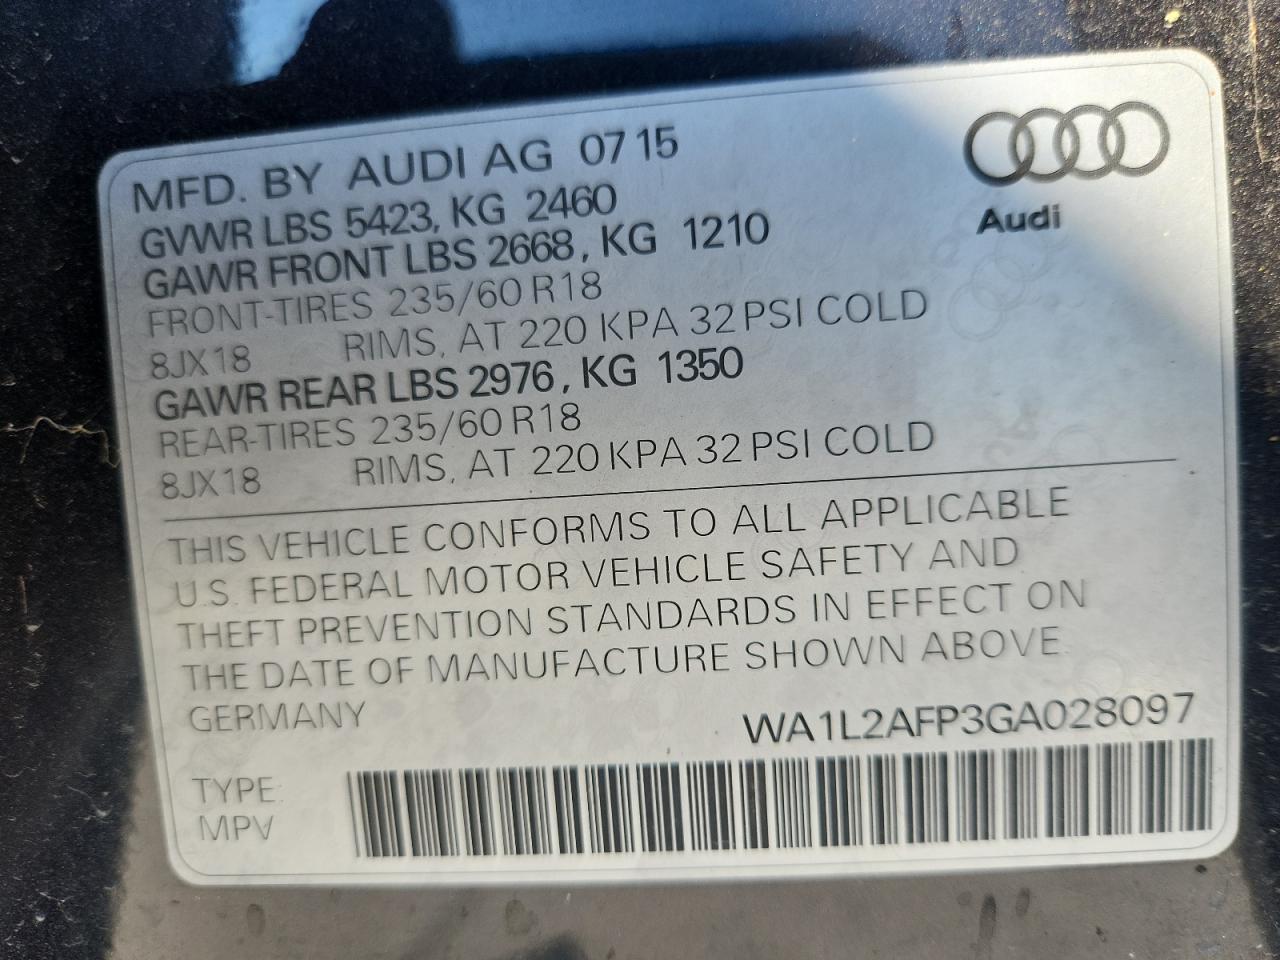 MFD. BY AUDI AG 07 15
GVWR LBS 5423, KG 2460
GAWR FRONT LBS 2668, KG 1210
FRONT-TIRES 235/60 R18
8JX18 RIMS, AT 220 KPA 32 PSI COLD
GAWR REAR LBS 2976, KG 1350
REAR-TIRES 235/60 R18
8JX18 RIMS, AT 220 KPA 32 PSI COLD
Audi
THIS VEHICLE CONFORMS TO ALL APPLICABLE
U.S. FEDERAL MOTOR VEHICLE SAFETY AND
THEFT PREVENTION STANDARDS IN EFFECT ON
THE DATE OF MANUFACTURE SHOWN ABOVE.
GERMANY
WA1L2AFP3GA028097
TYPE:
MPV